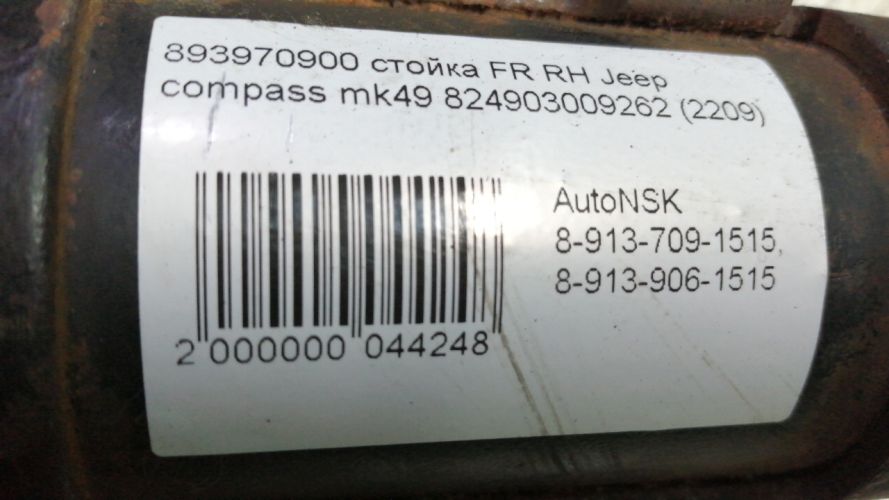 893970900 стойка FR RH Jeep
compass mk49 824903009262 (2209)
AutoNSK
8-913-709-1515,
8-913-906-1515
2 000000 044248